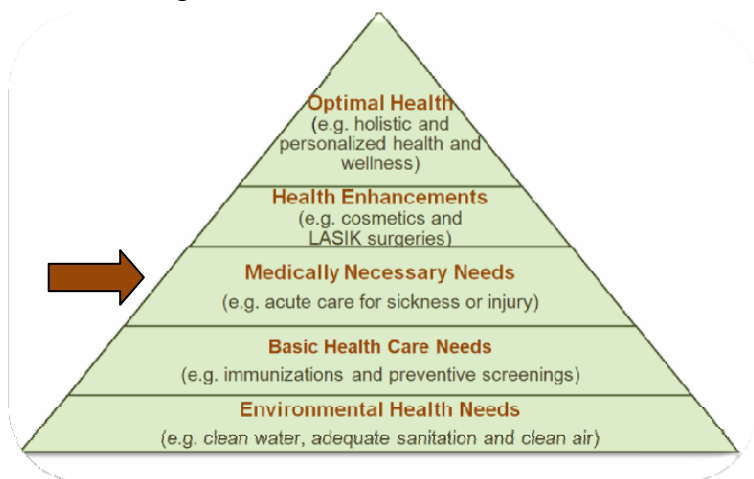 Optimal Health
(e.g. holistic and
personalized health and
wellness)
Health Enhancements
(e.g. cosmetics and
LASIK surgeries)
Medically Necessary Needs
(e.g. acute care for sickness or injury)
Basic Health Care Needs
(e.g. immunizations and preventive screenings)
Environmental Health Needs
(e.g. clean water, adequate sanitation and clean air)